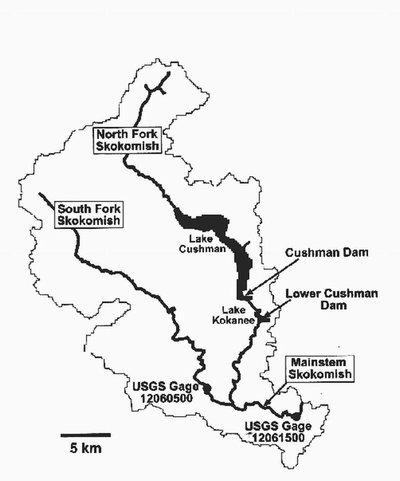 North Fork
Skokomish
South Fork
Skokomish
Lake
Cushman
Cushman Dam
Lake
Kokanee
Lower Cushman
Dam
Mainstem
Skokomish
USGS Gage
12060500
USGS Gage
12061500
5 km